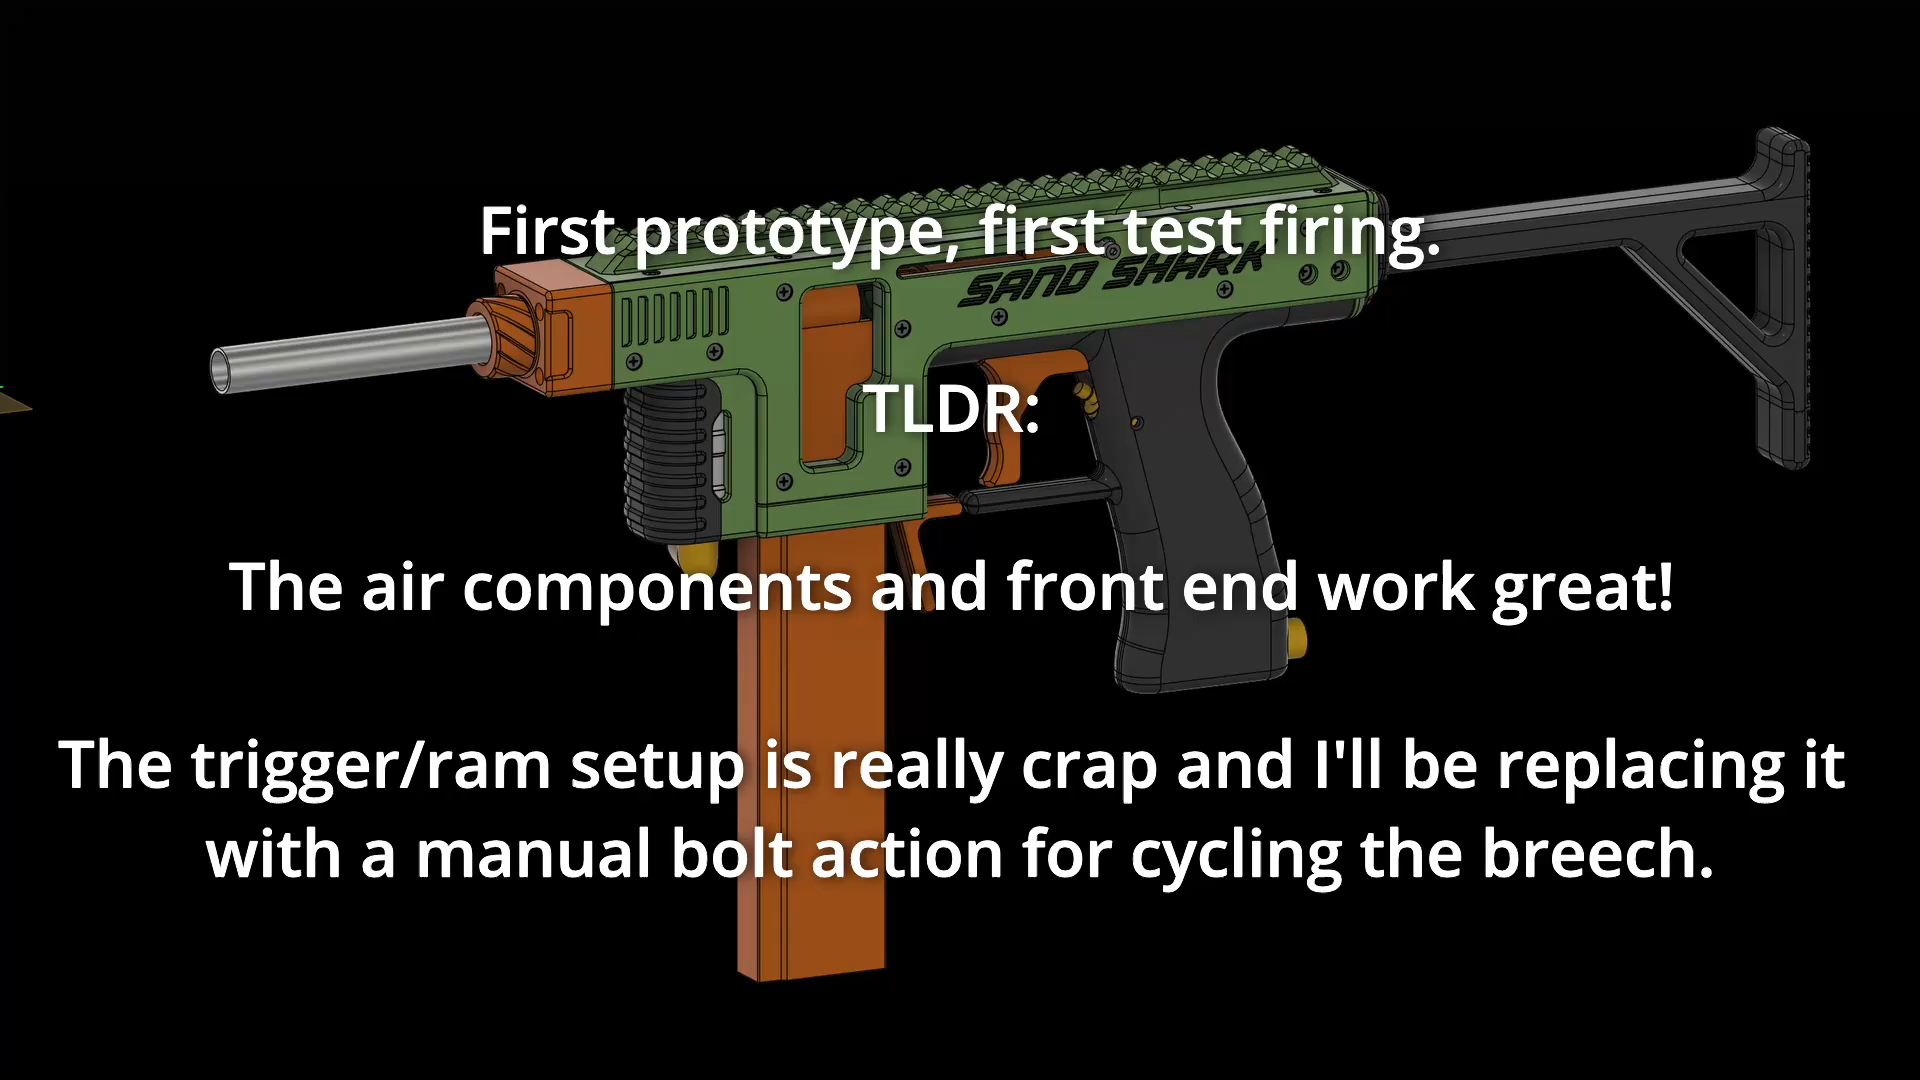 First prototype, first test firing.
SAND SHARK
TLDR:
The air components and front end work great!
The trigger/ram setup is really crap and I'll be replacing it
with a manual bolt action for cycling the breech.